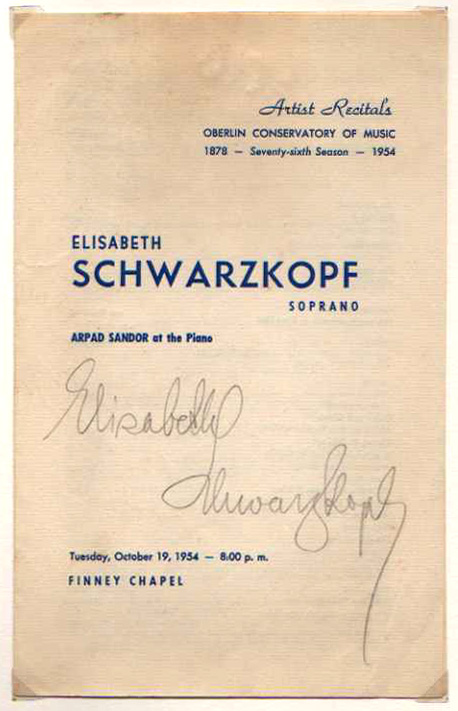 Artist Recitals
OBERLIN CONSERVATORY OF MUSIC
1878 — Seventy-sixth Season — 1954
ELISABETH
SCHWARZKOPF
SOPRANO
ARPAD SANDOR at the Piano
Elisabeth
Schwarzkopf
Tuesday, October 19, 1954 — 8:00 p. m.
FINNEY CHAPEL